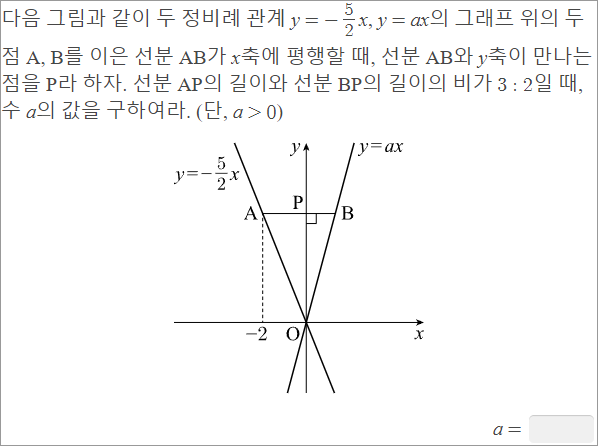 다음 그림과 같이 두 정비례 관계 y = − 5/2 x, y = ax의 그래프 위의 두
점 A, B를 이은 선분 AB가 x축에 평행할 때, 선분 AB와 y축이 만나는
점을 P라 하자. 선분 AP의 길이와 선분 BP의 길이의 비가 3 : 2일 때,
수 a의 값을 구하여라. (단, a > 0)
y
y=ax
y=− 5/2 x
P
A
B
−2
O
x
a =